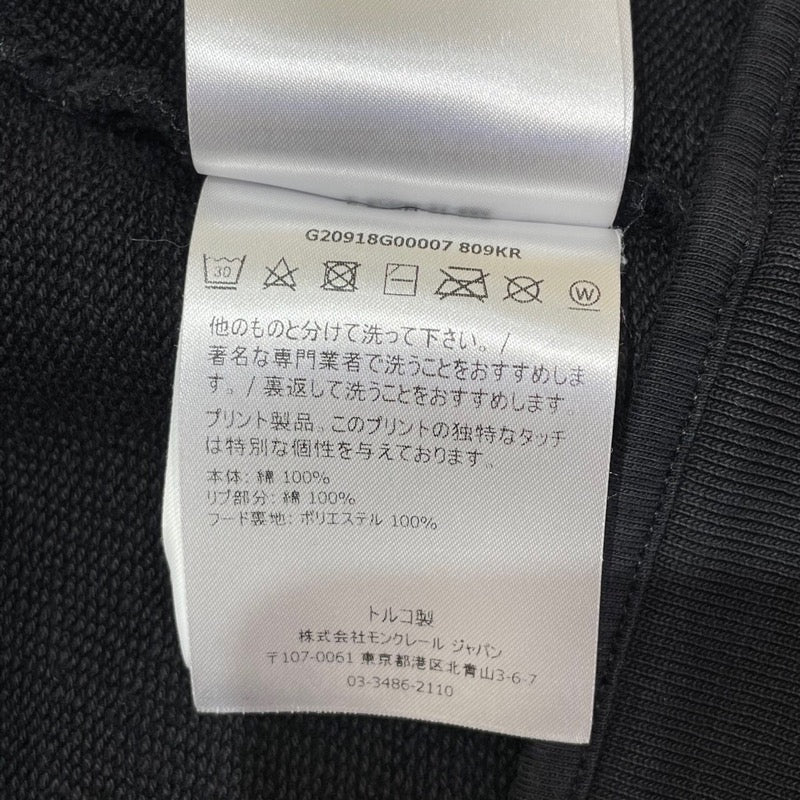 G20918G00007 809KR
30
W
他のものと分けて洗って下さい。/
著名な専門業者で洗うことをおすすめしま
す。/ 裏返して洗うことをおすすめします。
プリント製品。このプリントの独特なタッチ
は特別な個性を与えております。
本体: 綿 100%
リブ部分: 綿 100%
フード裏地: ポリエステル 100%
トルコ製
株式会社モンクレール ジャパン
〒107-0061 東京都港区北青山3-6-7
03-3486-2110